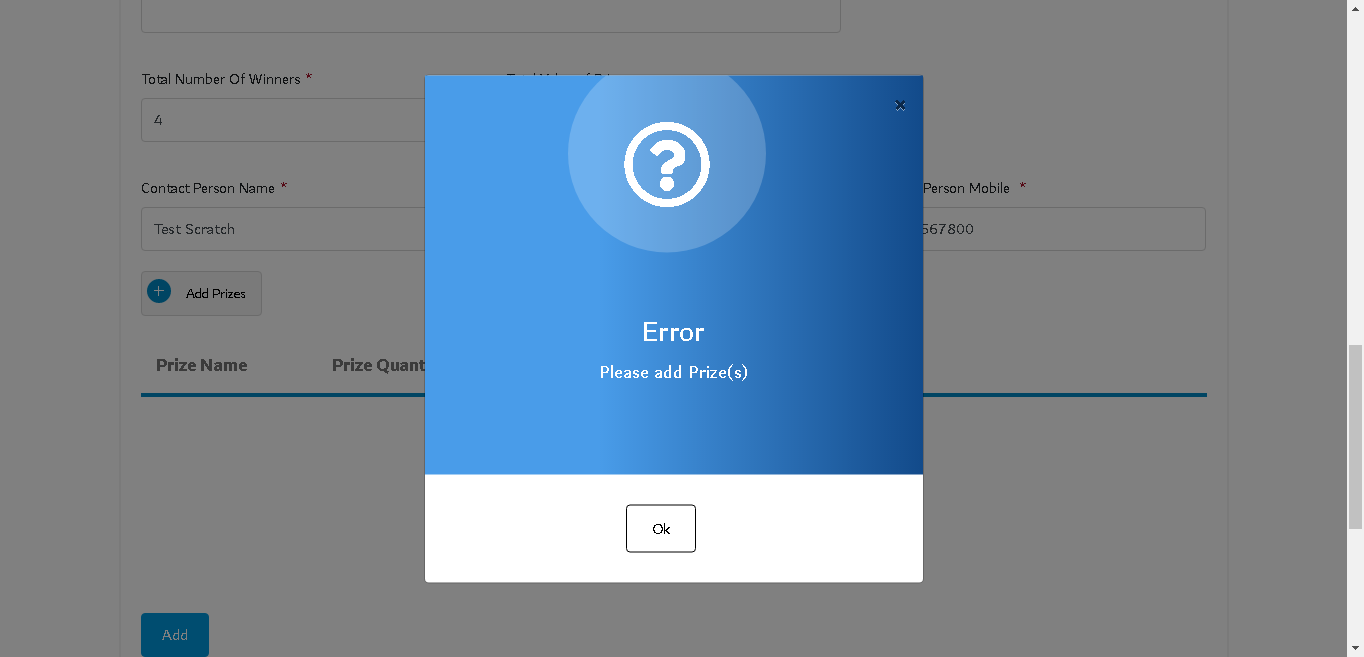 Total Number Of Winners *
4
Contact Person Name *
Person Mobile *
Test Scratch
567800
Add Prizes
Prize Name
Prize Quant
Error
Please add Prize(s)
Ok
Add